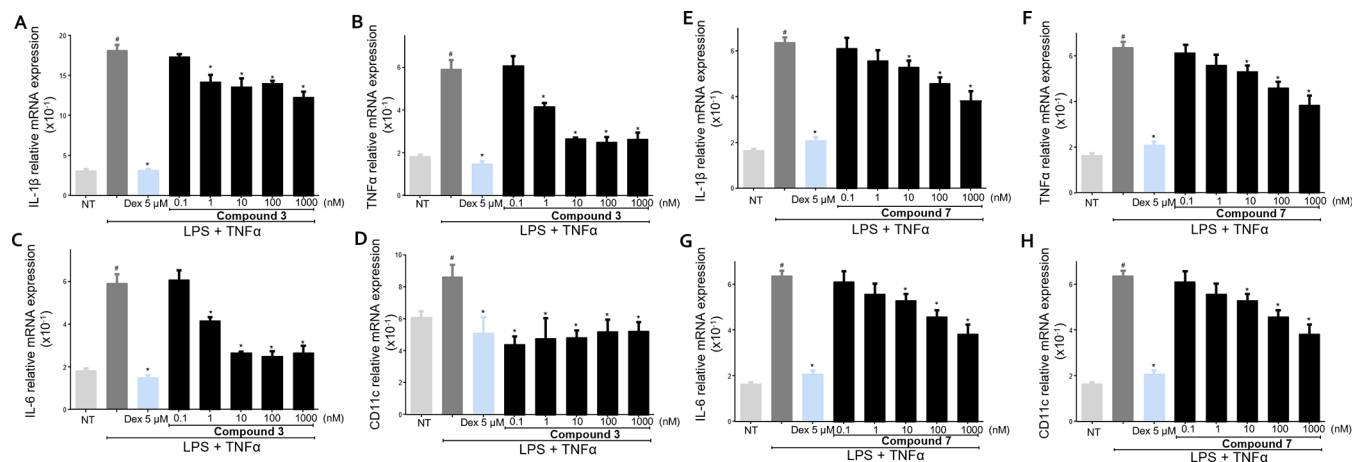 A
IL-1β relative mRNA expression
(x10⁻¹)
20
15
10
5
0
#
*
*
*
*
*
NT
Dex 5 µM
0.1
1
10
100
1000
(nM)
Compound 3
LPS + TNFα
B
TNFα relative mRNA expression
(x10⁻¹)
6
4
2
0
#
*
*
*
*
*
NT
Dex 5 µM
0.1
1
10
100
1000
(nM)
Compound 3
LPS + TNFα
E
IL-1β relative mRNA expression
(x10⁻¹)
6
4
2
0
#
*
*
*
*
NT
Dex 5 µM
0.1
1
10
100
1000
(nM)
Compound 7
LPS + TNFα
F
TNFα relative mRNA expression
(x10⁻¹)
6
4
2
0
#
*
*
*
*
NT
Dex 5 µM
0.1
1
10
100
1000
(nM)
Compound 7
LPS + TNFα
C
IL-6 relative mRNA expression
(x10⁻¹)
6
4
2
0
#
*
*
*
*
*
NT
Dex 5 µM
0.1
1
10
100
1000
(nM)
Compound 3
LPS + TNFα
D
CD11c relative mRNA expression
(x10⁻¹)
10
8
6
4
2
0
#
*
*
*
*
*
*
NT
Dex 5 µM
0.1
1
10
100
1000
(nM)
Compound 3
LPS + TNFα
G
IL-6 relative mRNA expression
(x10⁻¹)
6
4
2
0
#
*
*
*
*
NT
Dex 5 µM
0.1
1
10
100
1000
(nM)
Compound 7
LPS + TNFα
H
CD11c relative mRNA expression
(x10⁻¹)
6
4
2
0
#
*
*
*
*
NT
Dex 5 µM
0.1
1
10
100
1000
(nM)
Compound 7
LPS + TNFα